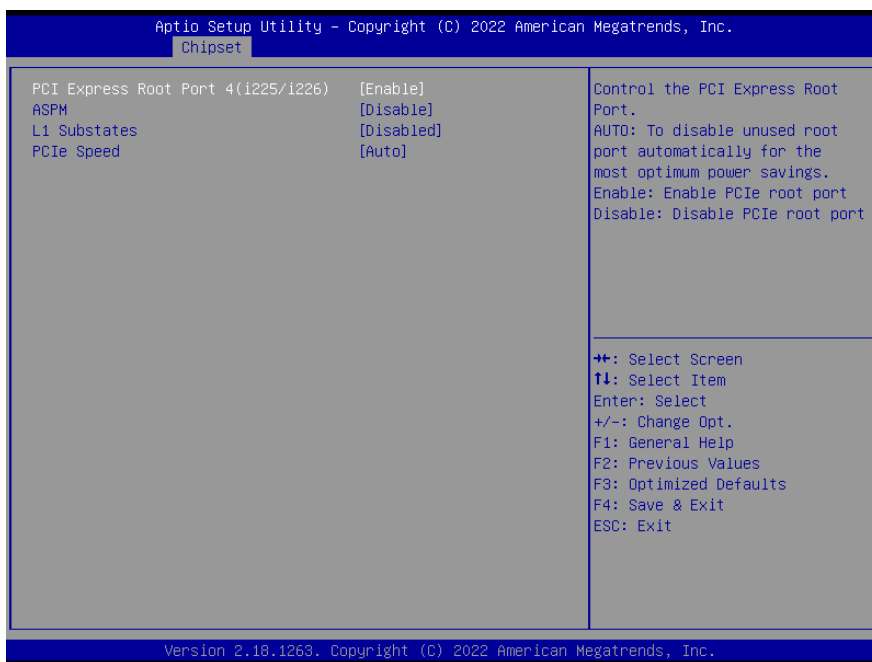 Aptio Setup Utility – Copyright (C) 2022 American Megatrends, Inc.
Chipset
PCI Express Root Port 4(i225/i226) [Enable]
ASPM [Disable]
L1 Substates [Disabled]
PCIe Speed [Auto]
Control the PCI Express Root
Port.
AUTO: To disable unused root
port automatically for the
most optimum power savings.
Enable: Enable PCIe root port
Disable: Disable PCIe root port
→←: Select Screen
↑↓: Select Item
Enter: Select
+/-: Change Opt.
F1: General Help
F2: Previous Values
F3: Optimized Defaults
F4: Save & Exit
ESC: Exit
Version 2.18.1263. Copyright (C) 2022 American Megatrends, Inc.